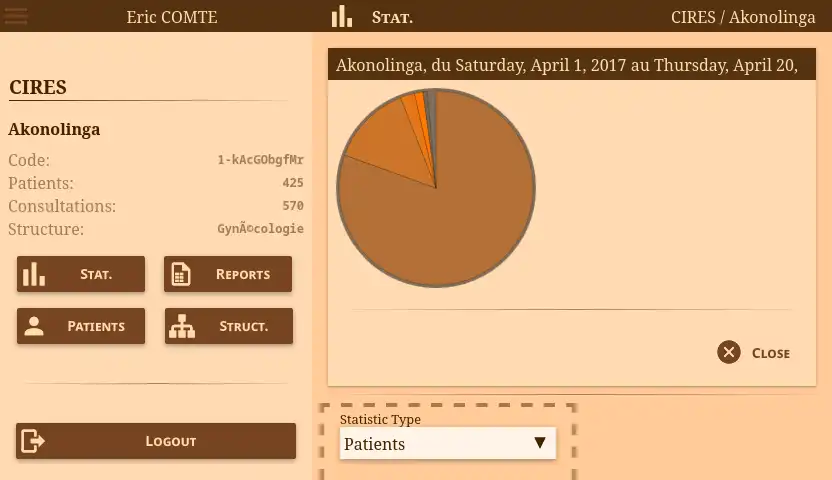 Eric COMTE
STAT.
CIRES / Akonolinga
CIRES
Akonolinga
Code: 1-kAcGObgfMr
Patients: 425
Consultations: 570
Structure: GynÃ©cologie
STAT.
REPORTS
PATIENTS
STRUCT.
LOGOUT
Akonolinga, du Saturday, April 1, 2017 au Thursday, April 20,
CLOSE
Statistic Type
Patients